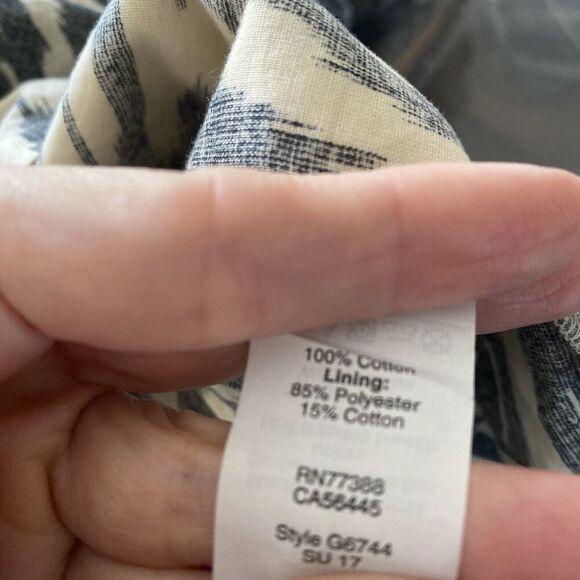 100% Cotton
Lining:
85% Polyester
15% Cotton
RN77388
CA56445
Style G6744
SU 17